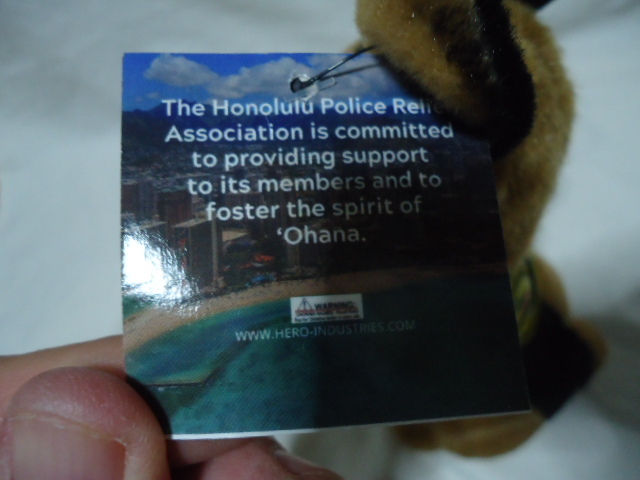 The Honolulu Police Relief
Association is committed
to providing support
to its members and to
foster the spirit of
‘Ohana.
WARNING:
WWW.HERO-INDUSTRIES.COM